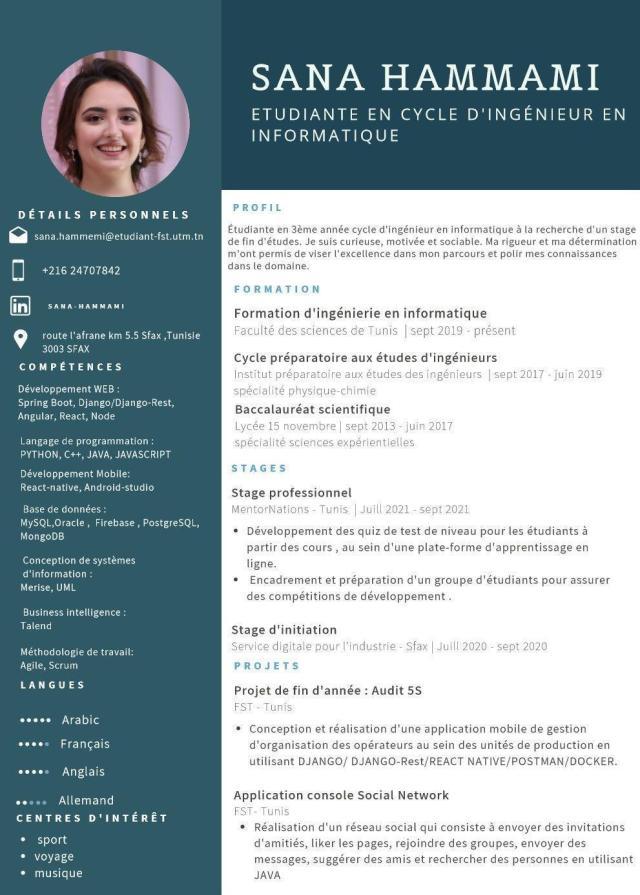 SANA HAMMAMI
ETUDIANTE EN CYCLE D'INGÉNIEUR EN
INFORMATIQUE
DÉTAILS PERSONNELS
sana.hammemi@etudiant-fst.utm.tn
+216 24707842
in
SANA-HAMMAMI
route l'afrane km 5.5 Sfax ,Tunisie
3003 SFAX
COMPÉTENCES
Développement WEB :
Spring Boot, Django/Django-Rest,
Angular, React, Node
Langage de programmation :
PYTHON, C++, JAVA, JAVASCRIPT
Développement Mobile:
React-native, Android-studio
Base de données :
MySQL,Oracle , Firebase , PostgreSQL,
MongoDB
Conception de systèmes
d'information :
Merise, UML
Business intelligence :
Talend
Méthodologie de travail:
Agile, Scrum
LANGUES
Arabic
Français
Anglais
Allemand
CENTRES D'INTÉRÊT
• sport
• voyage
• musique
PROFIL
Étudiante en 3ème année cycle d'ingénieur en informatique à la recherche d'un stage
de fin d'études. Je suis curieuse, motivée et sociable. Ma rigueur et ma détermination
m'ont permis de viser l'excellence dans mon parcours et polir mes connaissances
dans le domaine.
FORMATION
Formation d'ingénierie en informatique
Faculté des sciences de Tunis | sept 2019 - présent
Cycle préparatoire aux études d'ingénieurs
Institut préparatoire aux études des ingénieurs | sept 2017 - juin 2019
spécialité physique-chimie
Baccalauréat scientifique
Lycée 15 novembre | sept 2013 - juin 2017
spécialité sciences expérientielles
STAGES
Stage professionnel
MentorNations - Tunis | Juill 2021 - sept 2021
• Développement des quiz de test de niveau pour les étudiants à
partir des cours , au sein d'une plate-forme d'apprentissage en
ligne.
• Encadrement et préparation d'un groupe d'étudiants pour assurer
des compétitions de développement .
Stage d'initiation
Service digitale pour l'industrie - Sfax | Juill 2020 - sept 2020
PROJETS
Projet de fin d'année : Audit 5S
FST - Tunis
• Conception et réalisation d'une application mobile de gestion
d'organisation des opérateurs au sein des unités de production en
utilisant DJANGO/ DJANGO-Rest/REACT NATIVE/POSTMAN/DOCKER.
Application console Social Network
FST- Tunis
• Réalisation d'un réseau social qui consiste à envoyer des invitations
d'amitiés, liker les pages, rejoindre des groupes, envoyer des
messages, suggérer des amis et rechercher des personnes en utilisant
JAVA